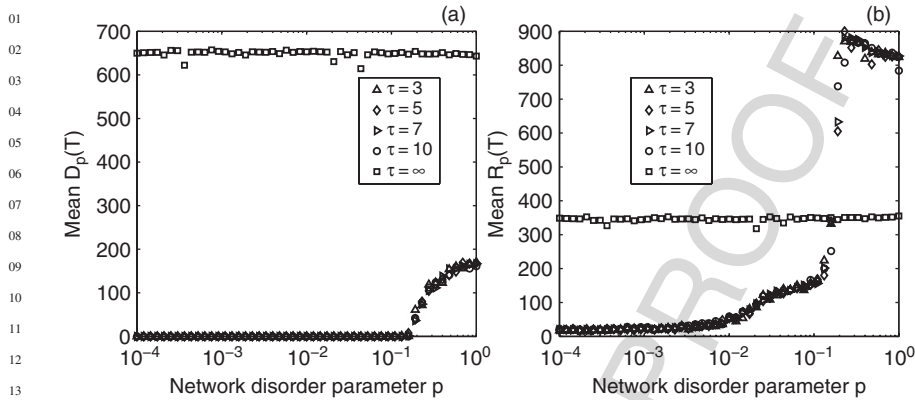 01
02
03
04
05
06
07
08
09
10
11
12
13
(a)
700
600
500
400
300
200
100
0
Mean D_p(T)
τ = 3
τ = 5
τ = 7
τ = 10
τ = ∞
10^-4 10^-3 10^-2 10^-1 10^0
Network disorder parameter p
(b)
900
800
700
600
500
400
300
200
100
0
Mean R_p(T)
τ = 3
τ = 5
τ = 7
τ = 10
τ = ∞
10^-4 10^-3 10^-2 10^-1 10^0
Network disorder parameter p
PROOF